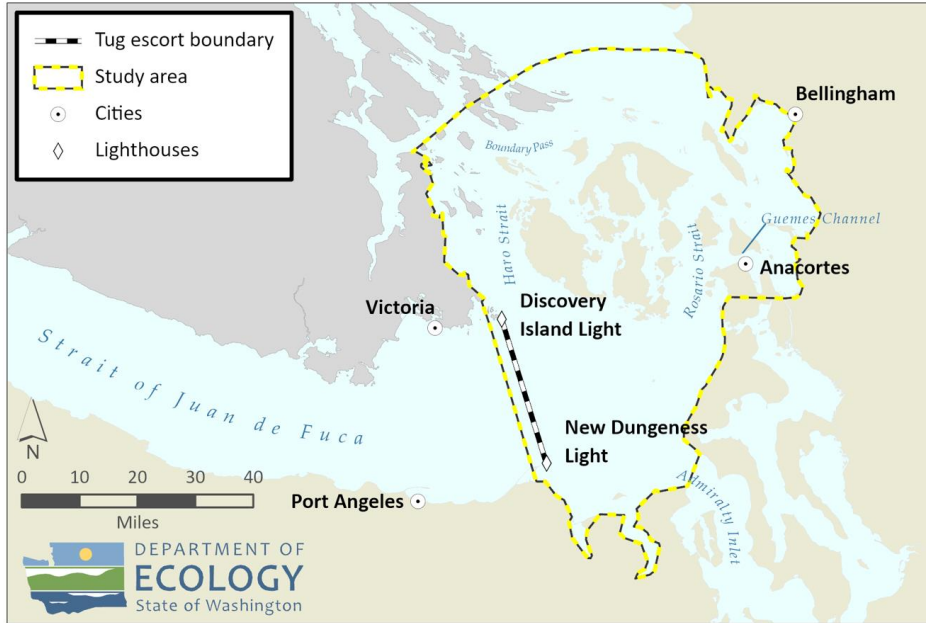 Tug escort boundary
Study area
Cities
Lighthouses
Bellingham
Boundary Pass
Haro Strait
Guemes Channel
Rosario Strait
Anacortes
Victoria
Discovery
Island Light
Strait of Juan de Fuca
New Dungeness
Light
N
0 10 20 30 40
Miles
Port Angeles
Admiralty Inlet
DEPARTMENT OF
ECOLOGY
State of Washington